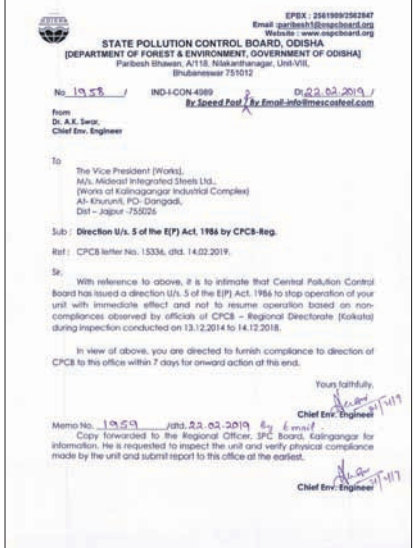 ODISHA
EPBX : 2561909/2562847
Email : paribesh1@ospcboard.org
Website : www.ospcboard.org
STATE POLLUTION CONTROL BOARD, ODISHA
[DEPARTMENT OF FOREST & ENVIRONMENT, GOVERNMENT OF ODISHA]
Paribesh Bhawan, A/118, Nilakanthanagar, Unit-VIII,
Bhubaneswar 751012
No 1958 / IND-I-CON-4989 Dt 22.02.2019 /
By Speed Post / By Email-info@mescosteel.com
From
Dr. A.K. Swar,
Chief Env. Engineer
To
The Vice President (Works),
M/s. Mideast Integrated Steels Ltd.,
(Works at Kalinganagar Industrial Complex)
At- Khurunti, PO- Dangadi,
Dist – Jajpur -755026
Sub : Direction U/s. 5 of the E(P) Act, 1986 by CPCB-Reg.
Ref : CPCB letter No. 15336, dtd. 14.02.2019.
Sir,
With reference to above, it is to intimate that Central Pollution Control
Board has issued a direction U/s. 5 of the E(P) Act, 1986 to stop operation of your
unit with immediate effect and not to resume operation based on non-
compliances observed by officials of CPCB – Regional Directorate (Kolkata)
during inspection conducted on 13.12.2014 to 14.12.2018.
In view of above, you are directed to furnish compliance to direction of
CPCB to this office within 7 days for onward action at this end.
Yours faithfully,
Chief Env. Engineer
Memo No. 1959 /dtd. 22.02.2019 By Email.
Copy forwarded to the Regional Officer, SPC Board, Kalingangar for
information. He is requested to inspect the unit and verify physical compliance
made by the unit and submit report to this office at the earliest.
Chief Env. Engineer